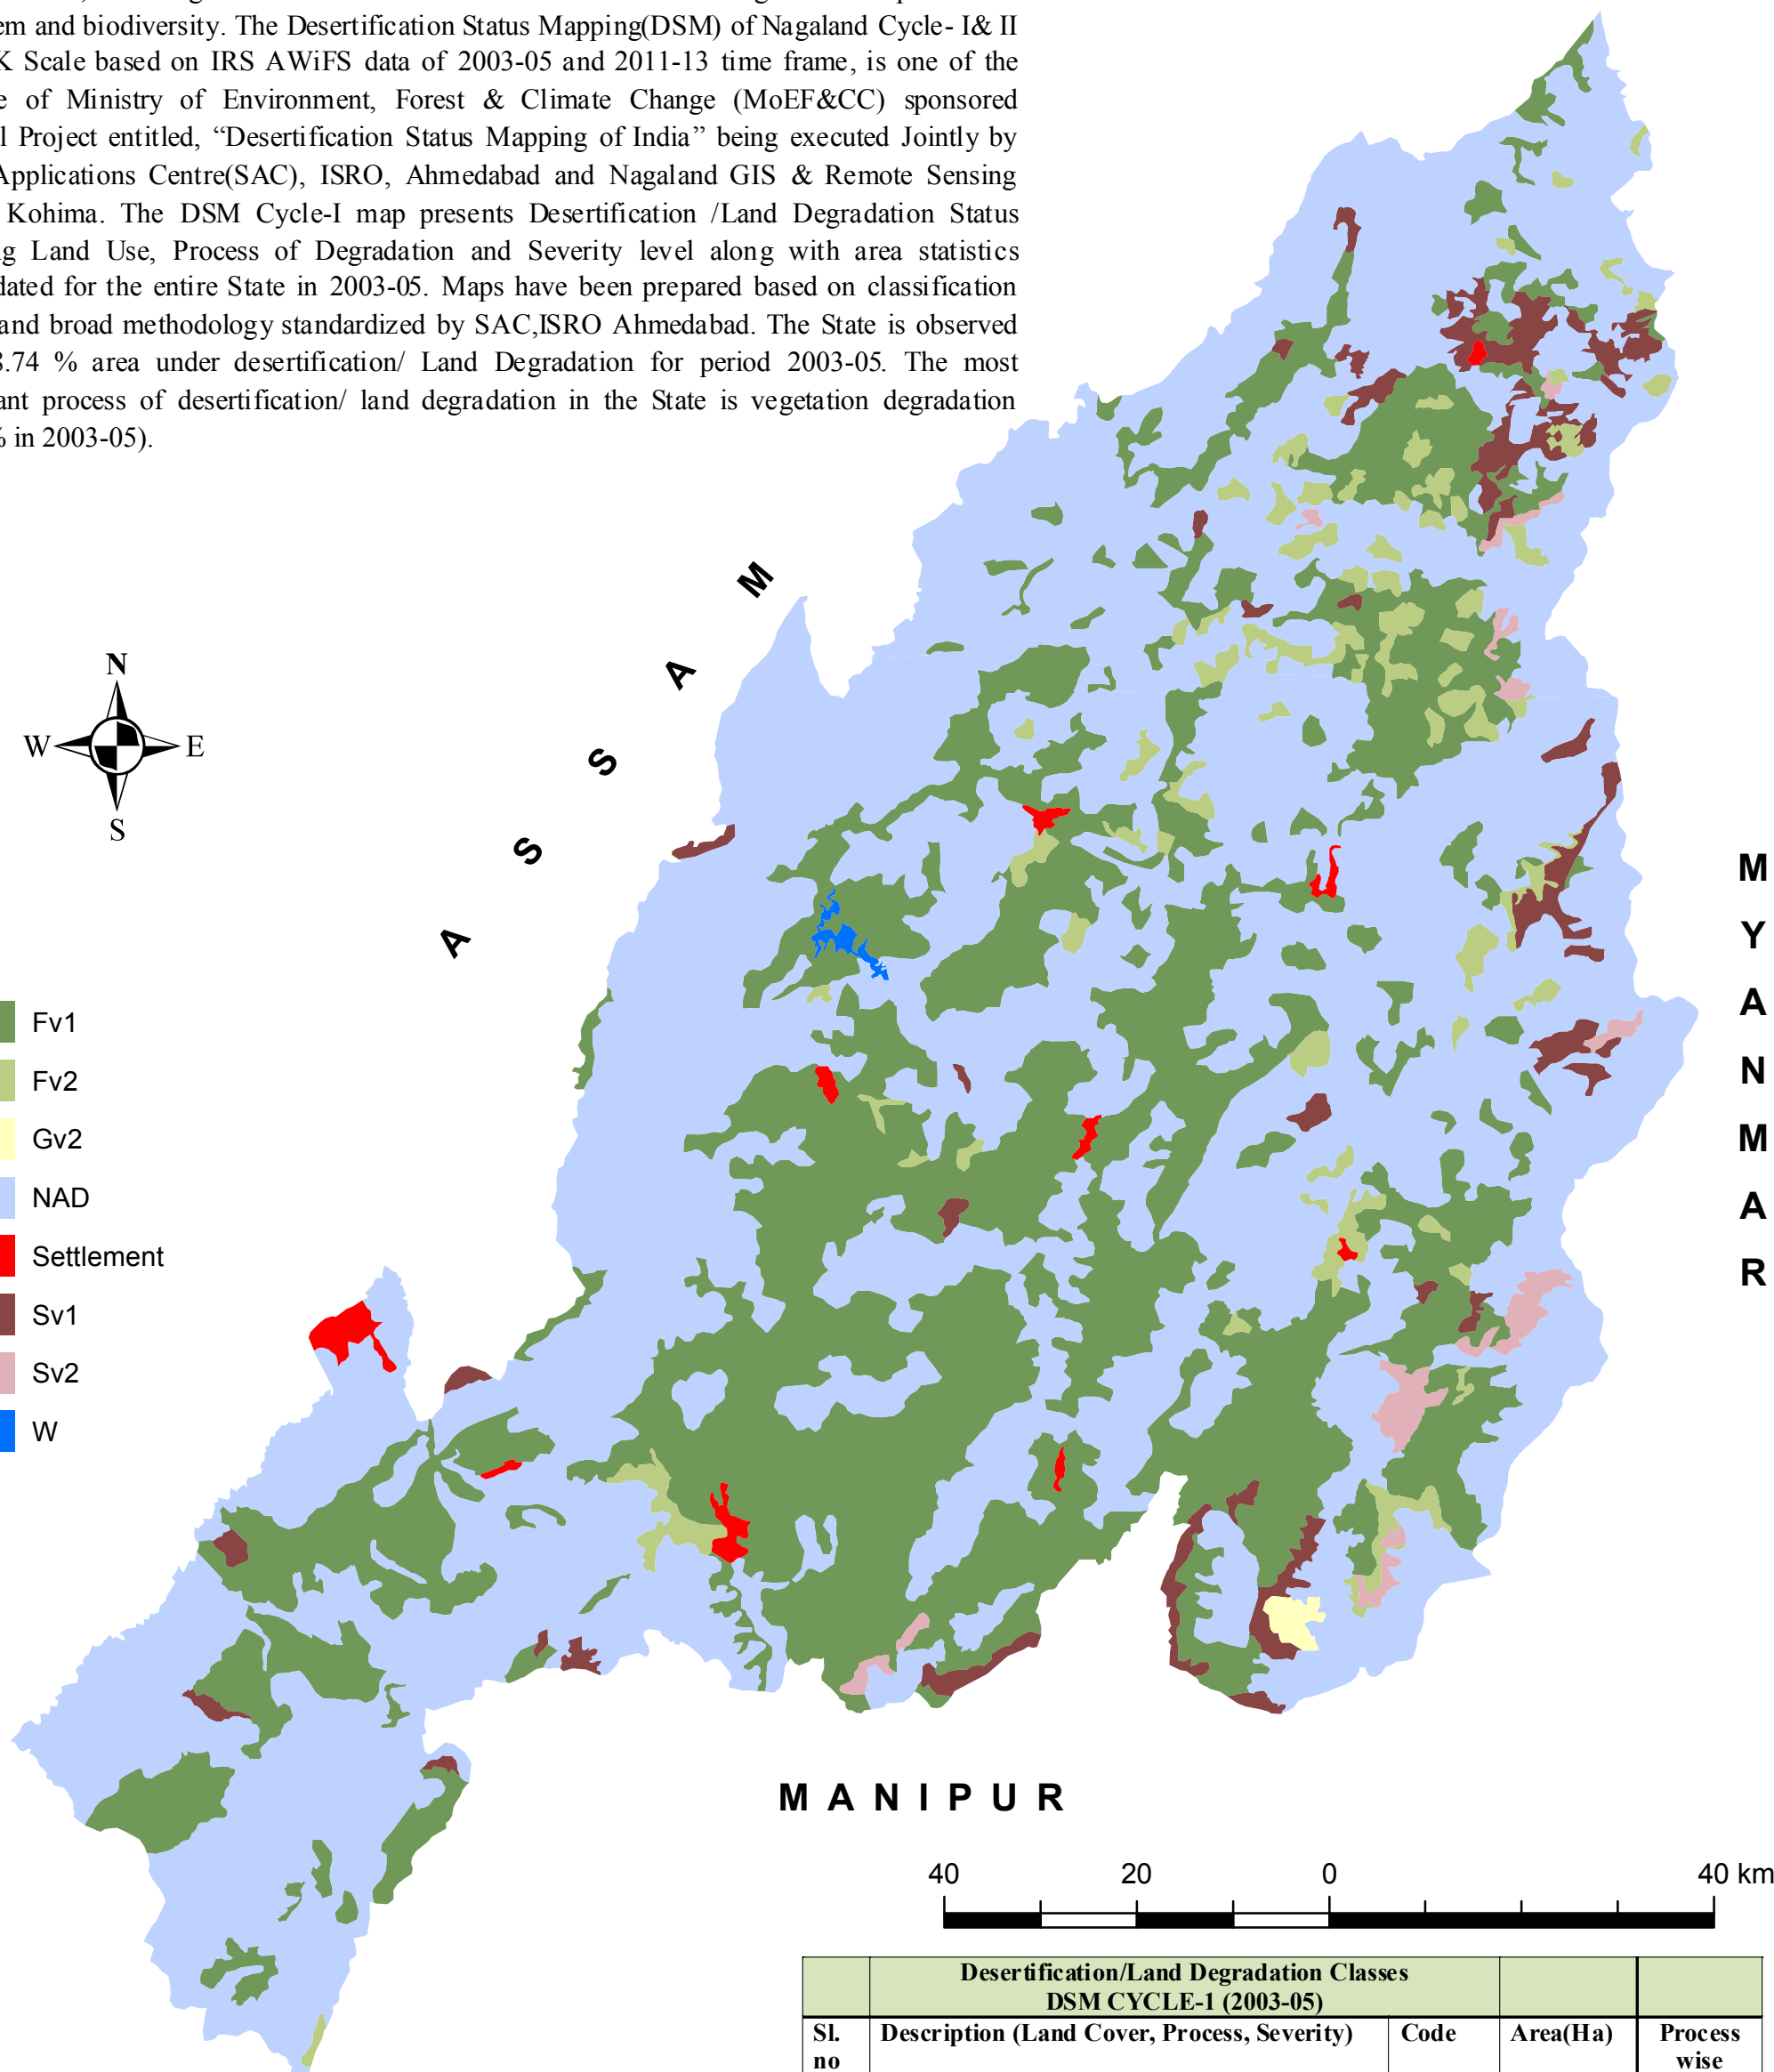 em and biodiversity. The Desertification Status Mapping(DSM) of Nagaland Cycle- I& II
K Scale based on IRS AWiFS data of 2003-05 and 2011-13 time frame, is one of the
e of Ministry of Environment, Forest & Climate Change (MoEF&CC) sponsored
l Project entitled, “Desertification Status Mapping of India” being executed Jointly by
Applications Centre(SAC), ISRO, Ahmedabad and Nagaland GIS & Remote Sensing
Kohima. The DSM Cycle-I map presents Desertification /Land Degradation Status
g Land Use, Process of Degradation and Severity level along with area statistics
dated for the entire State in 2003-05. Maps have been prepared based on classification
and broad methodology standardized by SAC,ISRO Ahmedabad. The State is observed
8.74 % area under desertification/ Land Degradation for period 2003-05. The most
ant process of desertification/ land degradation in the State is vegetation degradation
% in 2003-05).
ASSAM
N
W E
S
MYANMAR
Fv1
Fv2
Gv2
NAD
Settlement
Sv1
Sv2
W
MANIPUR
40 20 0 40 km
Desertification/Land Degradation Classes
DSM CYCLE-1 (2003-05)
Sl. Description (Land Cover, Process, Severity) Code Area(Ha) Process
no wise